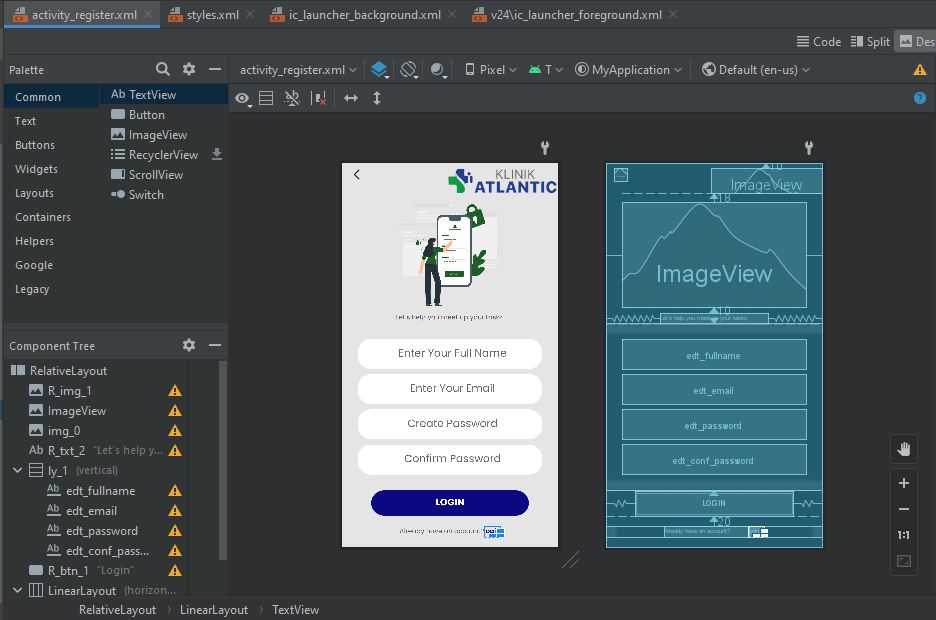 activity_register.xml
styles.xml
ic_launcher_background.xml
v24\ic_launcher_foreground.xml
Code
Split
Des
Palette
activity_register.xml
Pixel
T
MyApplication
Default (en-us)
Common
Text
Buttons
Widgets
Layouts
Containers
Helpers
Google
Legacy
Ab TextView
Button
ImageView
RecyclerView
ScrollView
Switch
Component Tree
RelativeLayout
R_img_1
ImageView
img_0
Ab R_txt_2 "Let's help y...
ly_1 (vertical)
Ab edt_fullname
Ab edt_email
Ab edt_password
Ab edt_conf_pass...
R_btn_1 "Login"
LinearLayout (horizon...
KLINIK
ATLANTIC
Let's help you meet up your tasks
Enter Your Full Name
Enter Your Email
Create Password
Confirm Password
LOGIN
Already have an account?
10
ImageView
18
ImageView
10
Let's help you meet up your tasks
edt_fullname
edt_email
edt_password
edt_conf_password
LOGIN
20
Already have an account?
1:1
RelativeLayout
LinearLayout
TextView